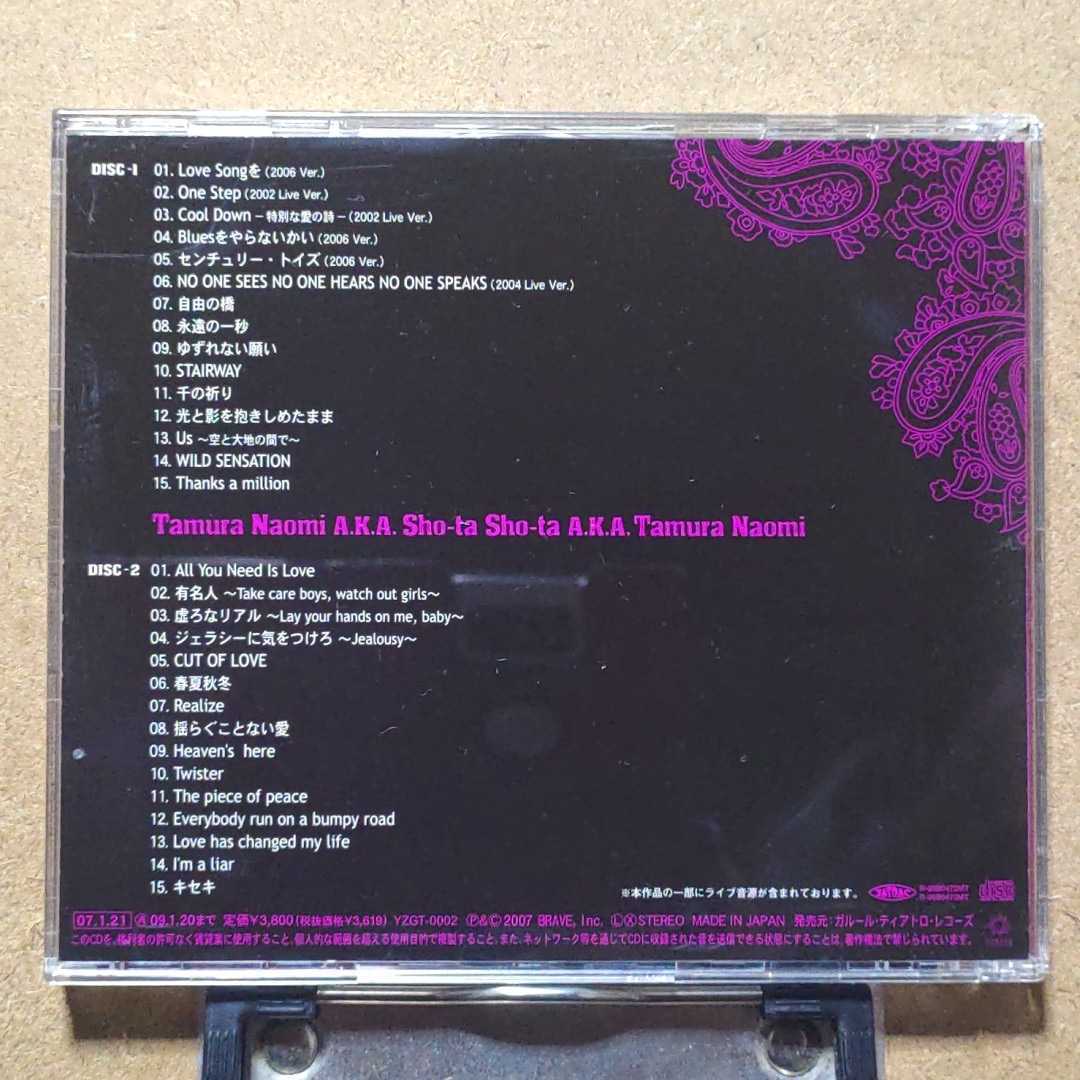 DISC-1 01. Love Songを (2006 Ver.)
02. One Step (2002 Live Ver.)
03. Cool Down －特別な愛の詩－ (2002 Live Ver.)
04. Bluesをやらないかい (2006 Ver.)
05. センチュリー・トイズ (2006 Ver.)
06. NO ONE SEES NO ONE HEARS NO ONE SPEAKS (2004 Live Ver.)
07. 自由の橋
08. 永遠の一秒
09. ゆずれない願い
10. STAIRWAY
11. 千の祈り
12. 光と影を抱きしめたまま
13. Us ～空と大地の間で～
14. WILD SENSATION
15. Thanks a million
Tamura Naomi A.K.A. Sho-ta Sho-ta A.K.A. Tamura Naomi
DISC-2 01. All You Need Is Love
02. 有名人 ～Take care boys, watch out girls～
03. 虚ろなリアル ～Lay your hands on me, baby～
04. ジェラシーに気をつけろ ～Jealousy～
05. CUT OF LOVE
06. 春夏秋冬
07. Realize
08. 揺らぐことない愛
09. Heaven's here
10. Twister
11. The piece of peace
12. Everybody run on a bumpy road
13. Love has changed my life
14. I'm a liar
15. キセキ
※本作品の一部にライブ音源が含まれております。
07.1.21 Ⓐ 09.1.20まで 定価¥3,800(税抜価格¥3,619) YZGT-0002 Ⓟ&Ⓒ 2007 BRAVE, Inc. ⓁⓍ STEREO MADE IN JAPAN 発売元：ガルール・ティアトロ・レコーズ
このCDを、権利者の許可なく賃貸業に使用すること、個人的な範囲を超える使用目的で複製すること、また、ネットワーク等を通じてCDに収録された音を送信できる状態にすることは、著作権法で禁じられています。